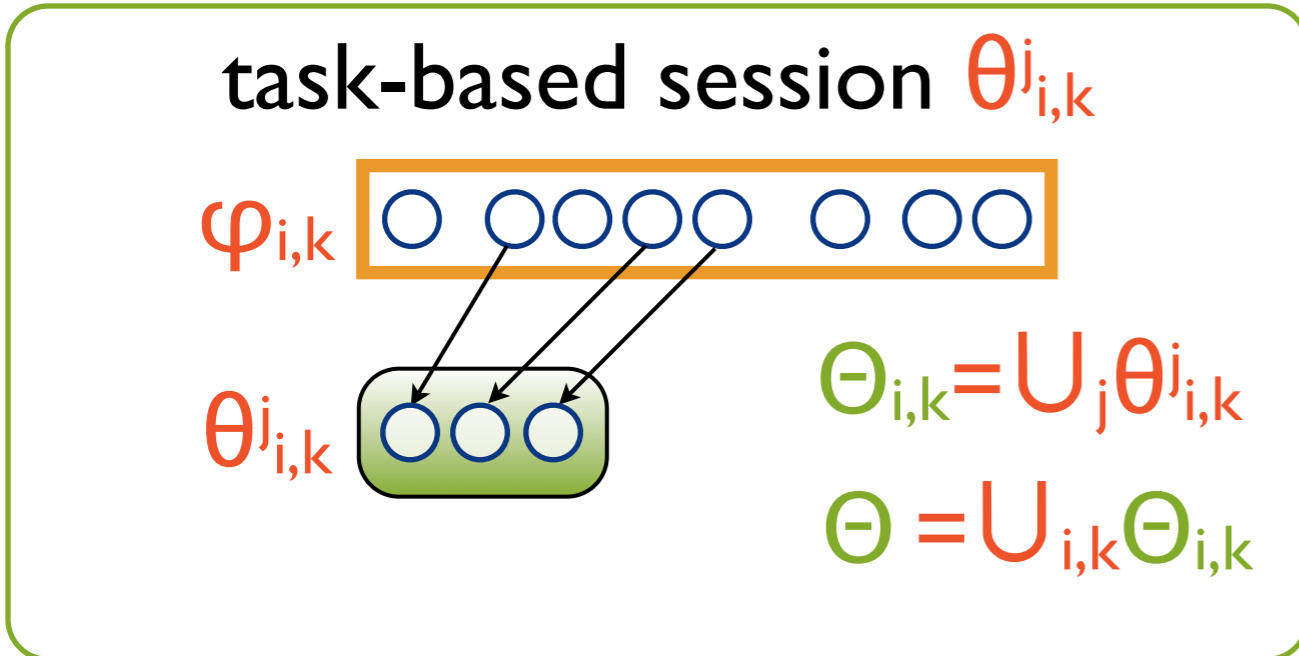 task-based session θʲi,k
φi,k
Θi,k=∪jθʲi,k
θʲi,k
Θ =∪i,kΘi,k